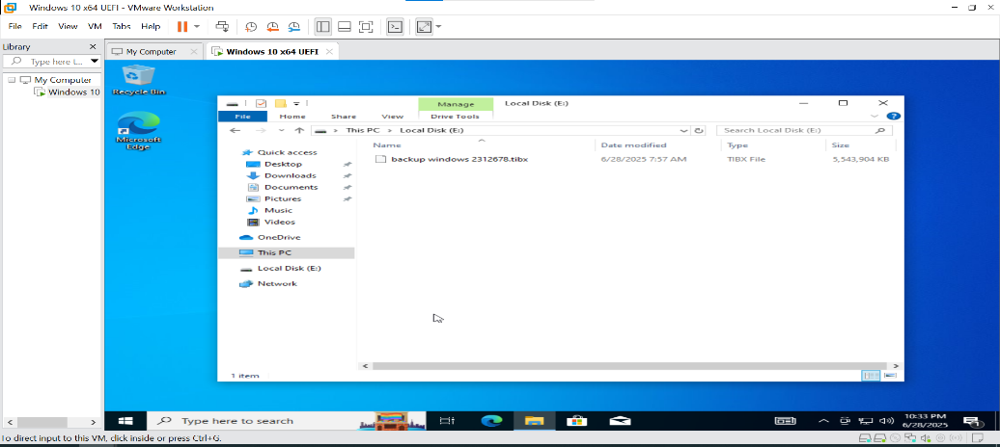 Windows 10 x64 UEFI - VMware Workstation
File Edit View VM Tabs Help
Library
My Computer
Windows 10 x64 UEFI
Type here t...
My Computer
Windows 10
Recycle Bin
Microsoft
Edge
Manage
Local Disk (E:)
File Home Share View Drive Tools
This PC > Local Disk (E:)
Search Local Disk (E:)
Name Date modified Type Size
backup windows 2312678.tibx 6/28/2025 7:57 AM TIBX File 5,543,904 KB
Quick access
Desktop
Downloads
Documents
Pictures
Music
Videos
OneDrive
This PC
Local Disk (E:)
Network
1 item
Type here to search
10:33 PM
6/28/2025
1
To direct input to this VM, click inside or press Ctrl+G.